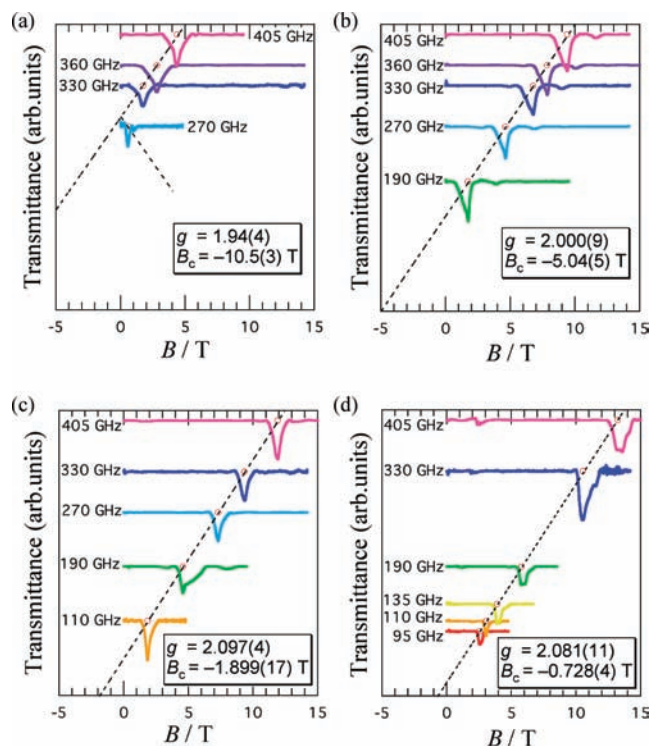 (a)
Transmittance (arb.units)
405 GHz
360 GHz
330 GHz
270 GHz
g = 1.94(4)
Bc = −10.5(3) T
-5 0 5 10 15
B / T
(b)
Transmittance (arb.units)
405 GHz
360 GHz
330 GHz
270 GHz
190 GHz
g = 2.000(9)
Bc = −5.04(5) T
-5 0 5 10 15
B / T
(c)
Transmittance (arb.units)
405 GHz
330 GHz
270 GHz
190 GHz
110 GHz
g = 2.097(4)
Bc = −1.899(17) T
-5 0 5 10 15
B / T
(d)
Transmittance (arb.units)
405 GHz
330 GHz
190 GHz
135 GHz
110 GHz
95 GHz
g = 2.081(11)
Bc = −0.728(4) T
-5 0 5 10 15
B / T